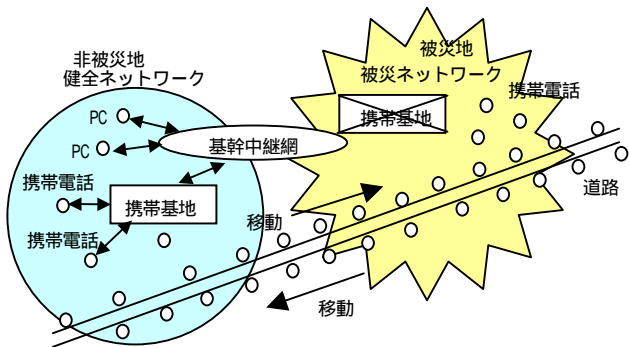 非被災地
健全ネットワーク
PC
PC
携帯電話
携帯基地
携帯電話
基幹中継網
被災地
被災ネットワーク
携帯基地
携帯電話
道路
移動
移動